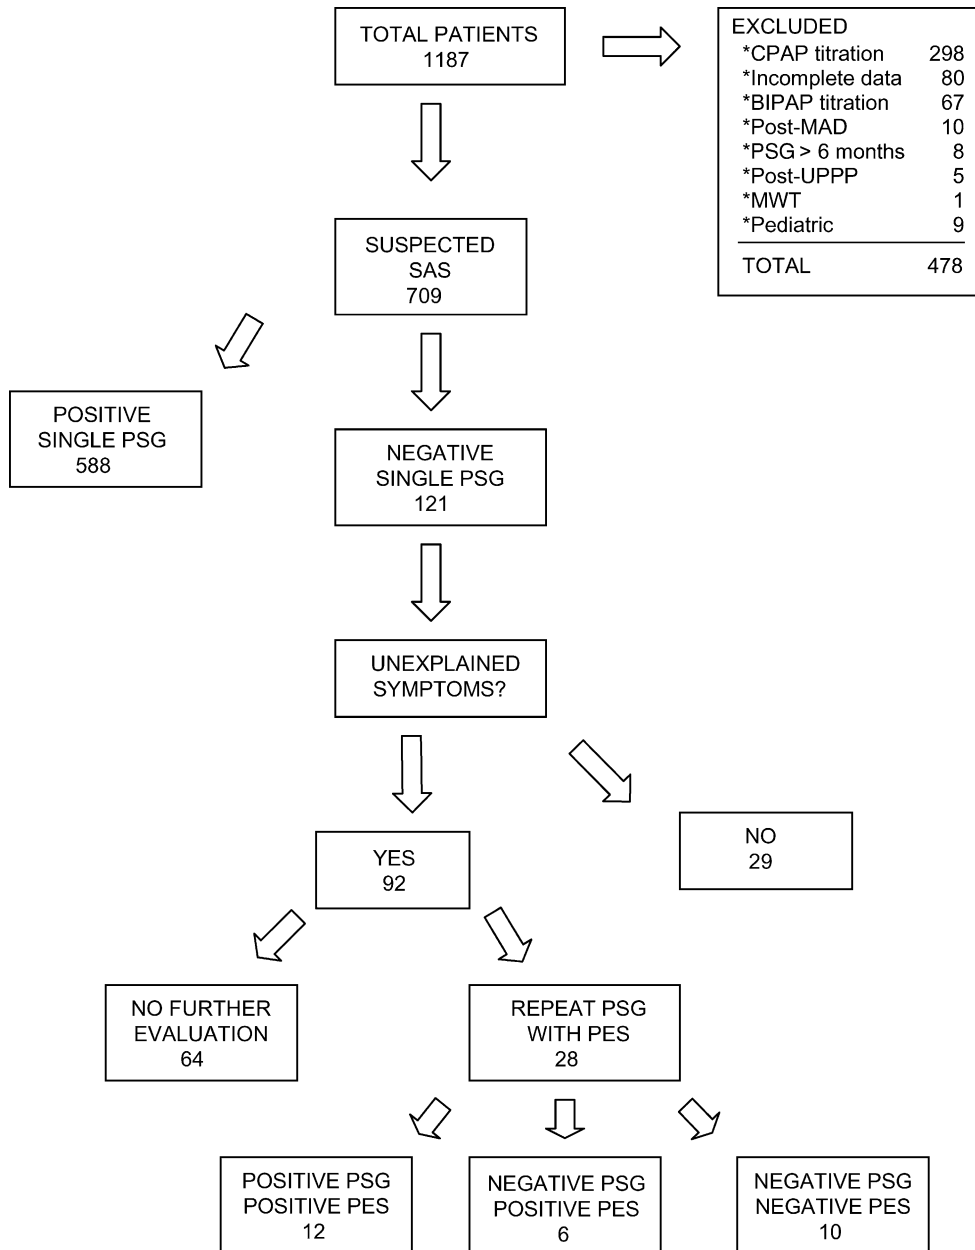 TOTAL PATIENTS
1187
EXCLUDED
*CPAP titration 298
*Incomplete data 80
*BIPAP titration 67
*Post-MAD 10
*PSG > 6 months 8
*Post-UPPP 5
*MWT 1
*Pediatric 9
TOTAL 478
SUSPECTED
SAS
709
POSITIVE
SINGLE PSG
588
NEGATIVE
SINGLE PSG
121
UNEXPLAINED
SYMPTOMS?
NO
29
YES
92
NO FURTHER
EVALUATION
64
REPEAT PSG
WITH PES
28
POSITIVE PSG
POSITIVE PES
12
NEGATIVE PSG
POSITIVE PES
6
NEGATIVE PSG
NEGATIVE PES
10